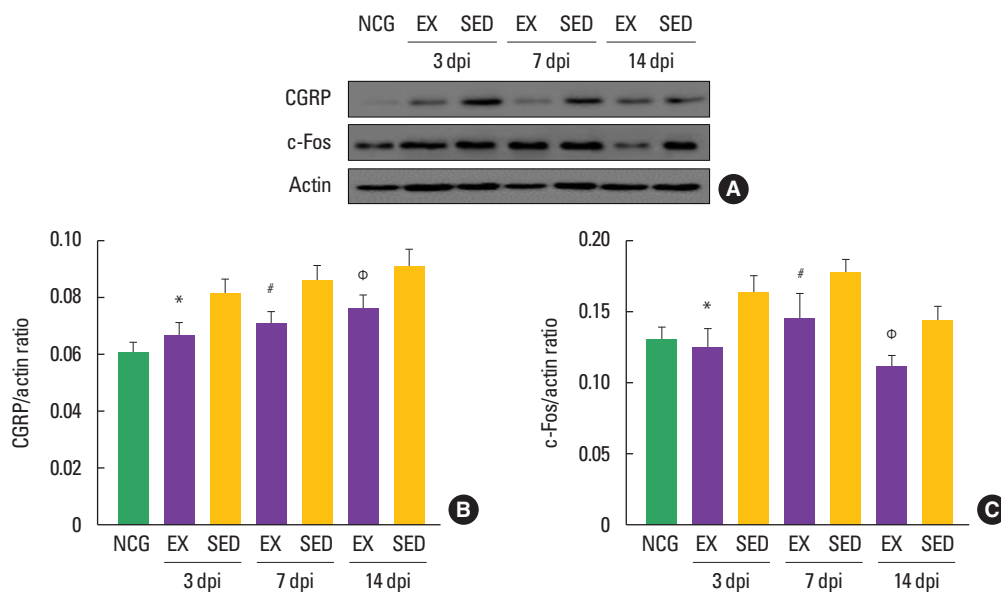 NCG EX SED EX SED EX SED
3 dpi 7 dpi 14 dpi
CGRP
c-Fos
Actin
A
CGRP/actin ratio
0.10
0.08
0.06
0.04
0.02
0
* # Φ
NCG EX SED EX SED EX SED
3 dpi 7 dpi 14 dpi
B
c-Fos/actin ratio
0.20
0.15
0.10
0.05
0.00
* # Φ
NCG EX SED EX SED EX SED
3 dpi 7 dpi 14 dpi
C